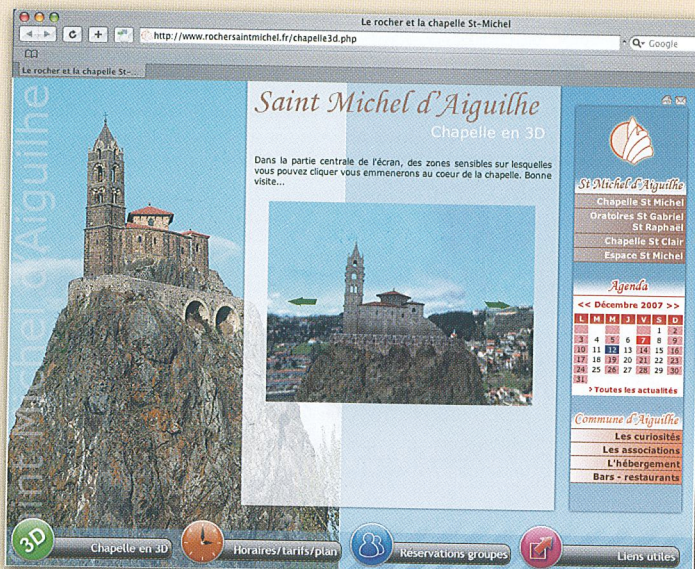 Le rocher et la chapelle St-Michel
http://www.rochersaintmichel.fr/chapelle3d.php
Google
Le rocher et la chapelle St-...
Saint Michel d'Aiguilhe
Saint Michel d'Aiguilhe
Chapelle en 3D
Dans la partie centrale de l'écran, des zones sensibles sur lesquelles
vous pouvez cliquer vous emmenerons au coeur de la chapelle. Bonne
visite...
St Michel d'Aiguilhe
Chapelle St Michel
Oratoires St Gabriel
St Raphaël
Chapelle St Clair
Espace St Michel
Agenda
<< Décembre 2007 >>
L M M J V S D
1 2
3 4 5 6 7 8 9
10 11 12 13 14 15 16
17 18 19 20 21 22 23
24 25 26 27 28 29 30
31
> Toutes les actualités
Commune d'Aiguilhe
Les curiosités
Les associations
L'hébergement
Bars - restaurants
3D
Chapelle en 3D
Horaires/tarifs/plan
Réservations groupes
Liens utiles